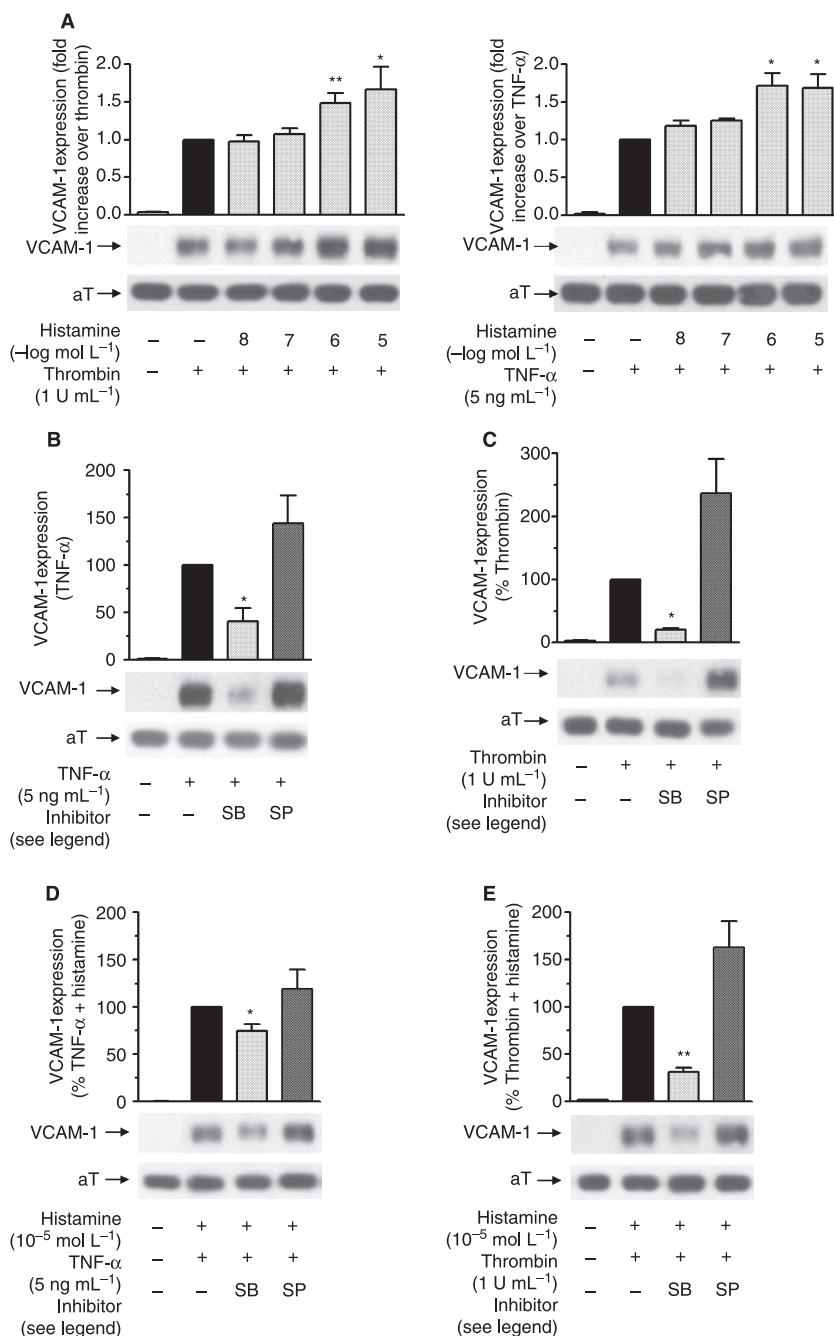 A
VCAM-1expression (fold
increase over thrombin)
2.0
1.5
1.0
0.5
0.0
** *
VCAM-1
aT
Histamine – – 8 7 6 5
(–log mol L⁻¹)
Thrombin – + + + + +
(1 U mL⁻¹)
VCAM-1expression (fold
increase over TNF-α)
2.0
1.5
1.0
0.5
0.0
* *
VCAM-1
aT
Histamine – – 8 7 6 5
(–log mol L⁻¹)
TNF-α – + + + + +
(5 ng mL⁻¹)
B
VCAM-1expression
(TNF-α)
200
150
100
50
0
*
VCAM-1
aT
TNF-α – + + +
(5 ng mL⁻¹)
Inhibitor – – SB SP
(see legend)
C
VCAM-1expression
(% Thrombin)
300
200
100
0
*
VCAM-1
aT
Thrombin – + + +
(1 U mL⁻¹)
Inhibitor – – SB SP
(see legend)
D
VCAM-1expression
(% TNF-α + histamine)
200
150
100
50
0
*
VCAM-1
aT
Histamine – + + +
(10⁻⁵ mol L⁻¹)
TNF-α – + + +
(5 ng mL⁻¹)
Inhibitor – – SB SP
(see legend)
E
VCAM-1expression
(% Thrombin + histamine)
200
150
100
50
0
**
VCAM-1
aT
Histamine – + + +
(10⁻⁵ mol L⁻¹)
Thrombin – + + +
(1 U mL⁻¹)
Inhibitor – – SB SP
(see legend)